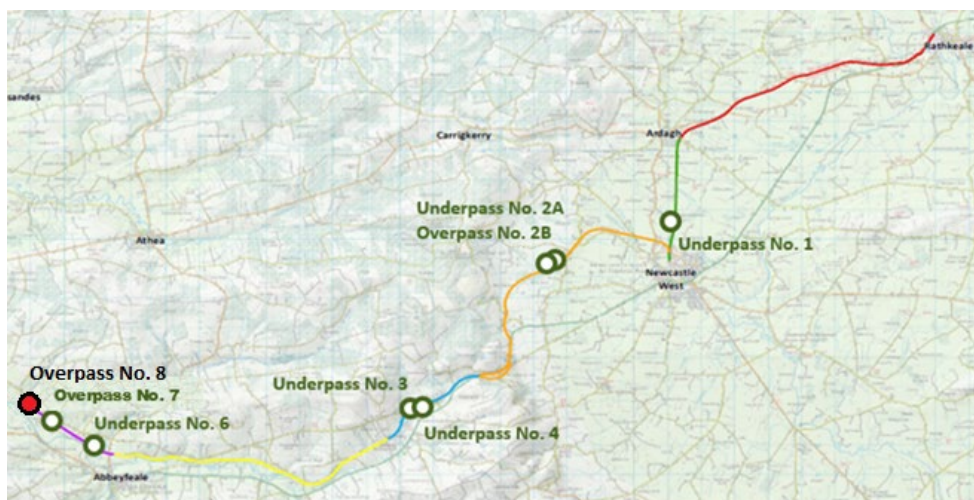 Rathkeale
sandes
Carrigkerry
Ardagh
Underpass No. 2A
Overpass No. 2B
Athea
Underpass No. 1
Newcastle
West
Overpass No. 8
Overpass No. 7
Underpass No. 3
Underpass No. 6
Underpass No. 4
Abbeyfeale